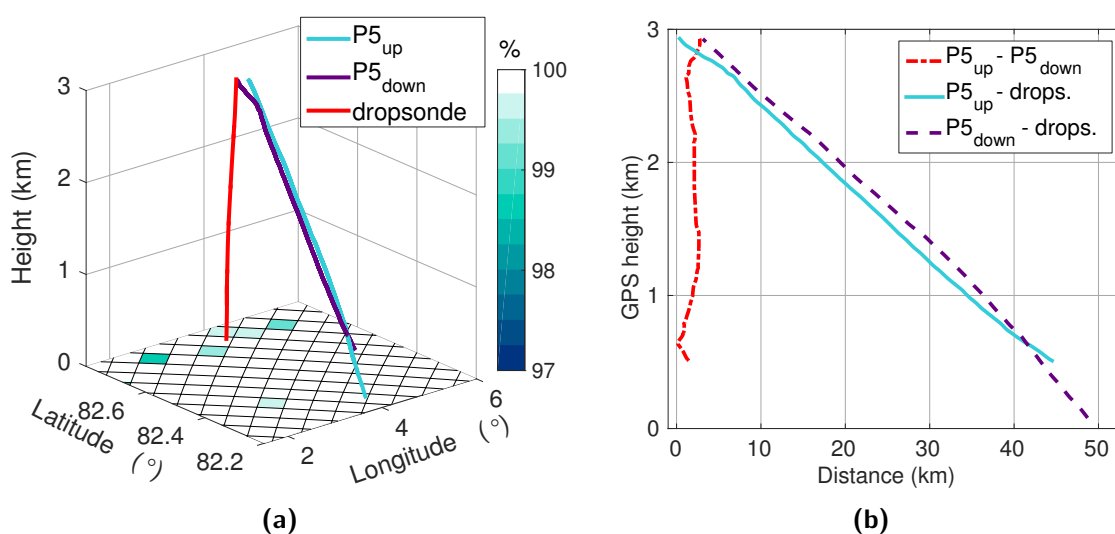 P5up
P5down
dropsonde
%
100
99
98
97
3
2
1
0
Height (km)
82.6
82.4
82.2
Latitude (°)
2
4
6
Longitude (°)
(a)
P5up - P5down
P5up - drops.
P5down - drops.
3
2
1
0
GPS height (km)
0 10 20 30 40 50
Distance (km)
(b)